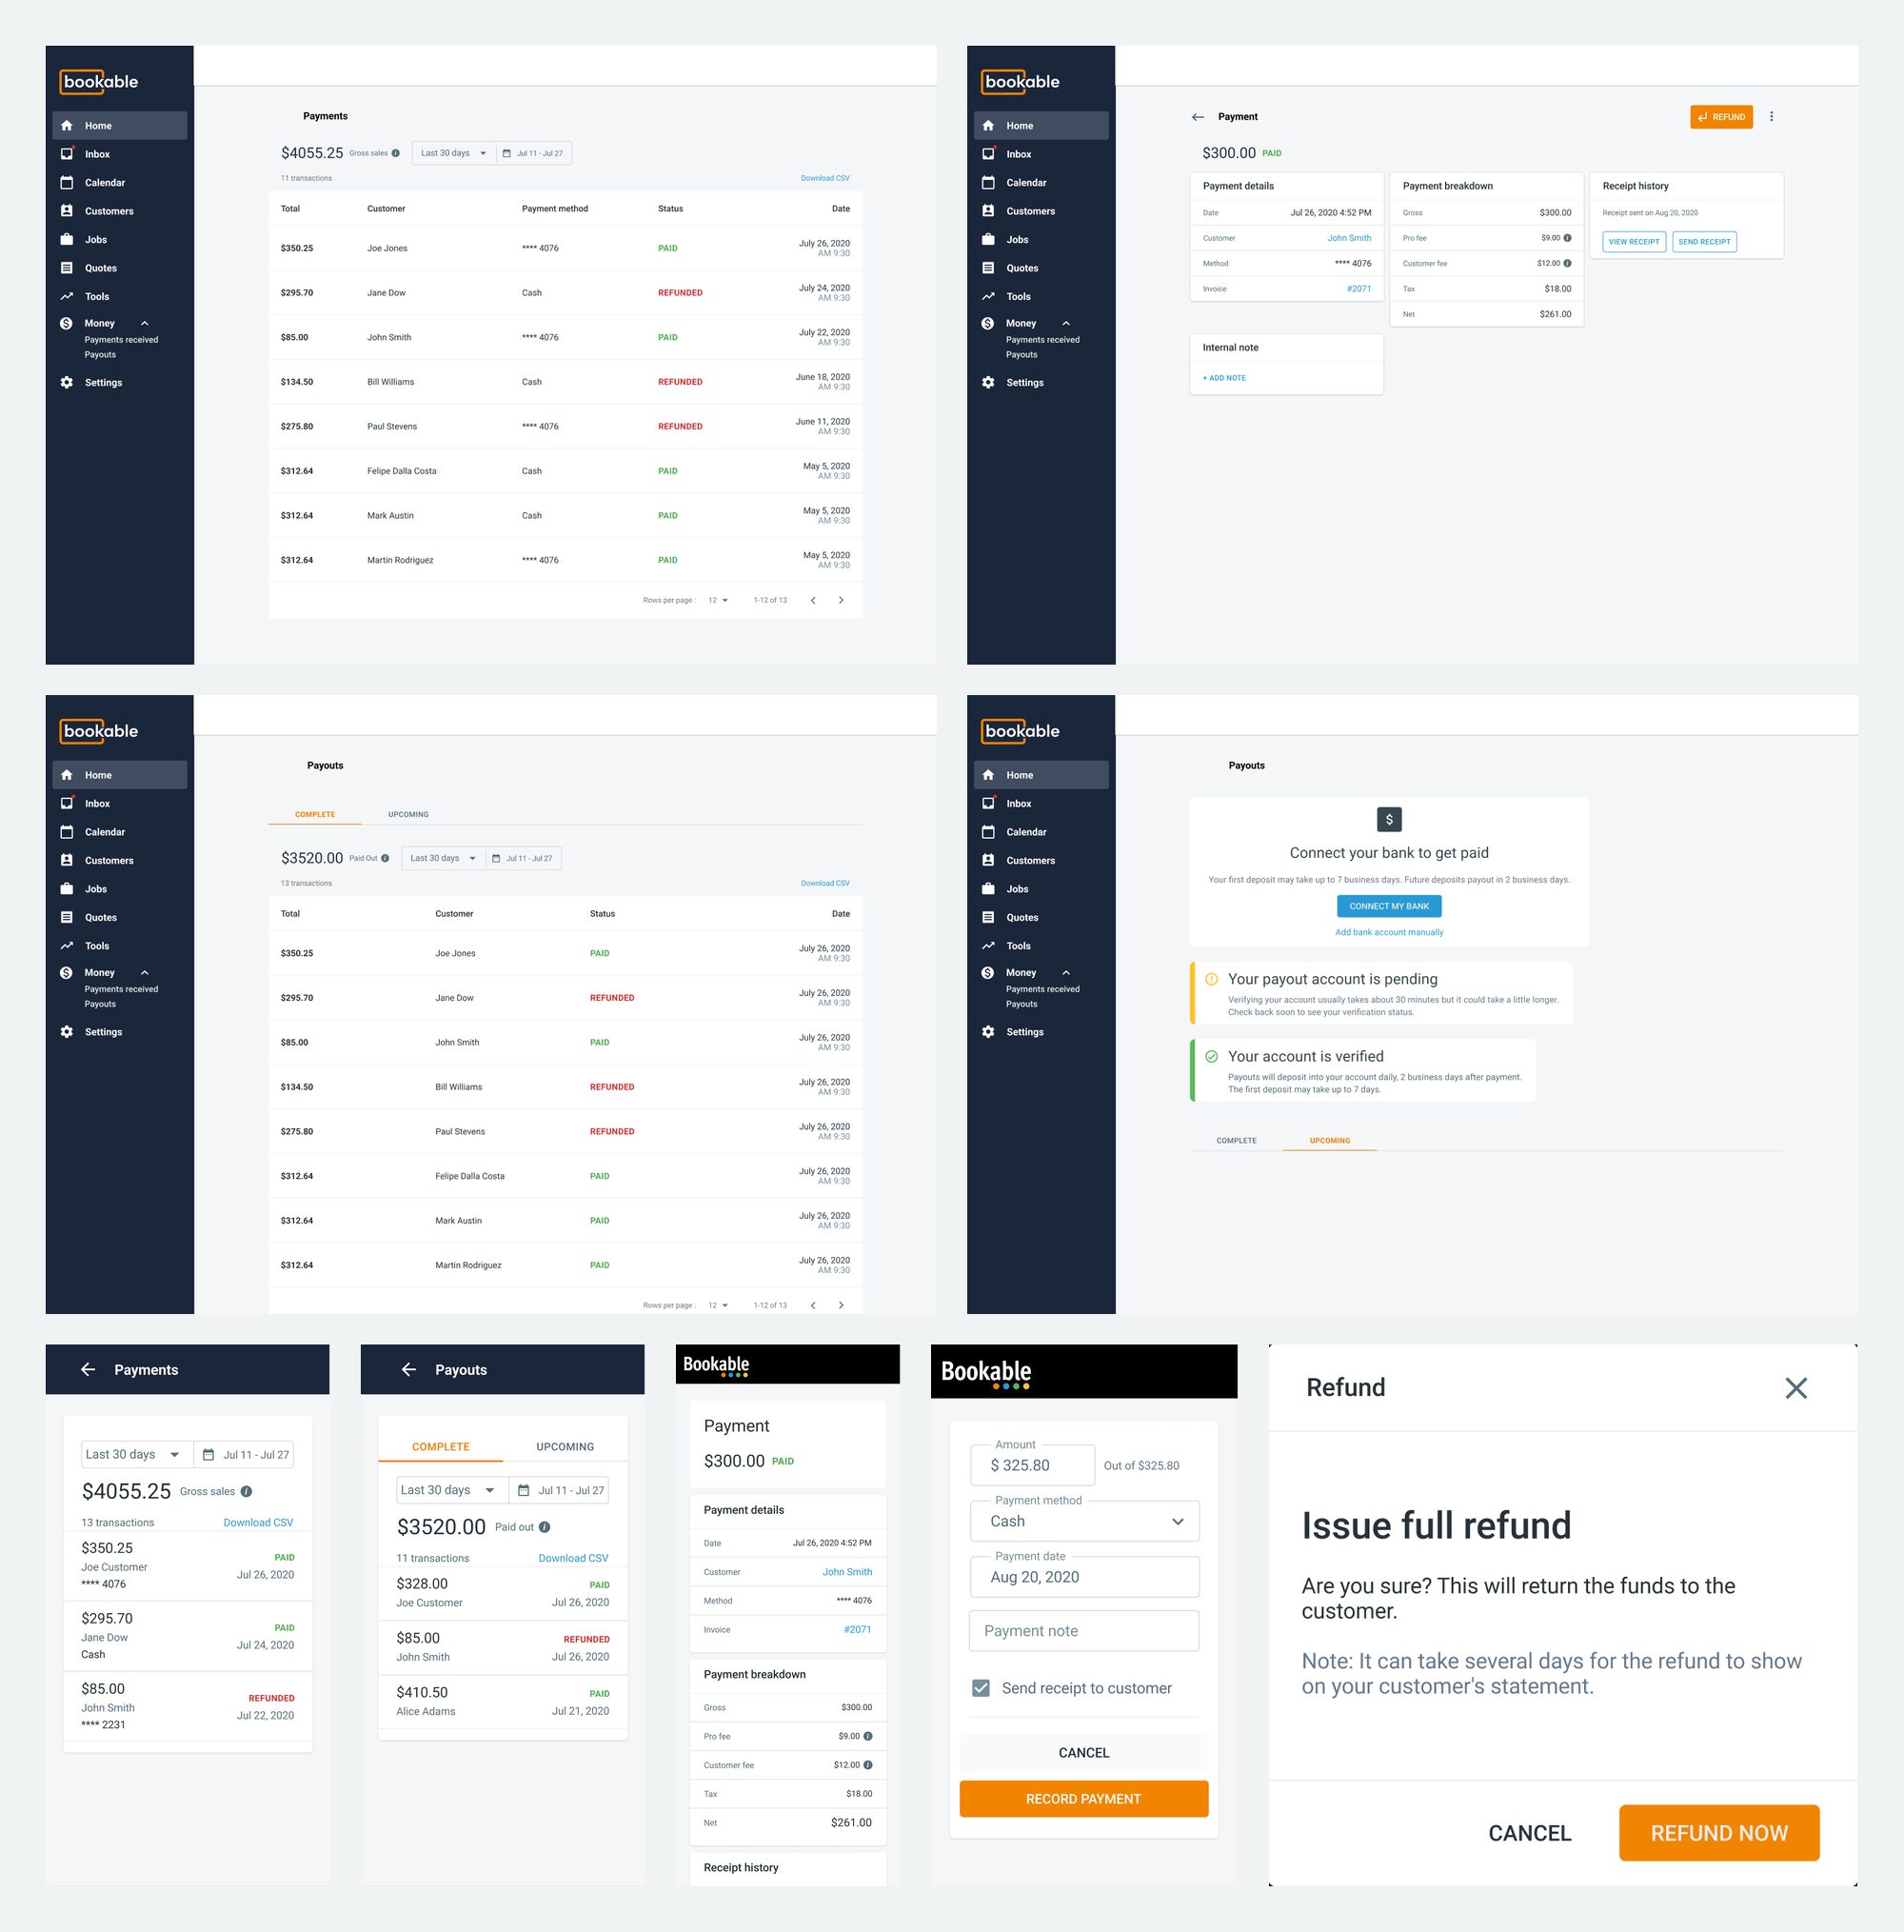 bookable
Home
Inbox
Calendar
Customers
Jobs
Quotes
Tools
Money
Payments received
Payouts
Settings
Payments
$4055.25 Gross sales Last 30 days Jul 11 - Jul 27
11 transactions Download CSV
Total Customer Payment method Status Date
$350.25 Joe Jones **** 4076 PAID July 26, 2020
AM 9:30
$295.70 Jane Dow Cash REFUNDED July 24, 2020
AM 9:30
$85.00 John Smith **** 4076 PAID July 22, 2020
AM 9:30
$134.50 Bill Williams Cash REFUNDED June 18, 2020
AM 9:30
$275.80 Paul Stevens **** 4076 REFUNDED June 11, 2020
AM 9:30
$312.64 Felipe Dalla Costa Cash PAID May 5, 2020
AM 9:30
$312.64 Mark Austin Cash PAID May 5, 2020
AM 9:30
$312.64 Martin Rodriguez **** 4076 PAID May 5, 2020
AM 9:30
Rows per page : 12 1-12 of 13
bookable
Home
Inbox
Calendar
Customers
Jobs
Quotes
Tools
Money
Payments received
Payouts
Settings
Payment REFUND
$300.00 PAID
Payment details
Date Jul 26, 2020 4:52 PM
Customer John Smith
Method **** 4076
Invoice #2071
Payment breakdown
Gross $300.00
Pro fee $9.00
Customer fee $12.00
Tax $18.00
Net $261.00
Receipt history
Receipt sent on Aug 20, 2020
VIEW RECEIPT SEND RECEIPT
Internal note
+ ADD NOTE
bookable
Home
Inbox
Calendar
Customers
Jobs
Quotes
Tools
Money
Payments received
Payouts
Settings
Payouts
COMPLETE UPCOMING
$3520.00 Paid Out Last 30 days Jul 11 - Jul 27
13 transactions Download CSV
Total Customer Status Date
$350.25 Joe Jones PAID July 26, 2020
AM 9:30
$295.70 Jane Dow REFUNDED July 26, 2020
AM 9:30
$85.00 John Smith PAID July 26, 2020
AM 9:30
$134.50 Bill Williams REFUNDED July 26, 2020
AM 9:30
$275.80 Paul Stevens REFUNDED July 26, 2020
AM 9:30
$312.64 Felipe Dalla Costa PAID July 26, 2020
AM 9:30
$312.64 Mark Austin PAID July 26, 2020
AM 9:30
$312.64 Martin Rodriguez PAID July 26, 2020
AM 9:30
Rows per page : 12 1-12 of 13
bookable
Home
Inbox
Calendar
Customers
Jobs
Quotes
Tools
Money
Payments received
Payouts
Settings
Payouts
$
Connect your bank to get paid
Your first deposit may take up to 7 business days. Future deposits payout in 2 business days.
CONNECT MY BANK
Add bank account manually
Your payout account is pending
Verifying your account usually takes about 30 minutes but it could take a little longer.
Check back soon to see your verification status.
Your account is verified
Payouts will deposit into your account daily, 2 business days after payment.
The first deposit may take up to 7 days.
COMPLETE UPCOMING
Payments
Last 30 days Jul 11 - Jul 27
$4055.25 Gross sales
13 transactions Download CSV
$350.25
PAID
Joe Customer
Jul 26, 2020
**** 4076
$295.70
PAID
Jane Dow
Jul 24, 2020
Cash
$85.00
REFUNDED
John Smith
Jul 22, 2020
**** 2231
Payouts
COMPLETE UPCOMING
Last 30 days Jul 11 - Jul 27
$3520.00 Paid out
11 transactions Download CSV
$328.00 PAID
Joe Customer Jul 26, 2020
$85.00 REFUNDED
John Smith Jul 26, 2020
$410.50 PAID
Alice Adams Jul 21, 2020
Bookable
Payment
$300.00 PAID
Payment details
Date Jul 26, 2020 4:52 PM
Customer John Smith
Method **** 4076
Invoice #2071
Payment breakdown
Gross $300.00
Pro fee $9.00
Customer fee $12.00
Tax $18.00
Net $261.00
Receipt history
Bookable
Amount
$ 325.80 Out of $325.80
Payment method
Cash
Payment date
Aug 20, 2020
Payment note
Send receipt to customer
CANCEL
RECORD PAYMENT
Refund
Issue full refund
Are you sure? This will return the funds to the
customer.
Note: It can take several days for the refund to show
on your customer's statement.
CANCEL REFUND NOW